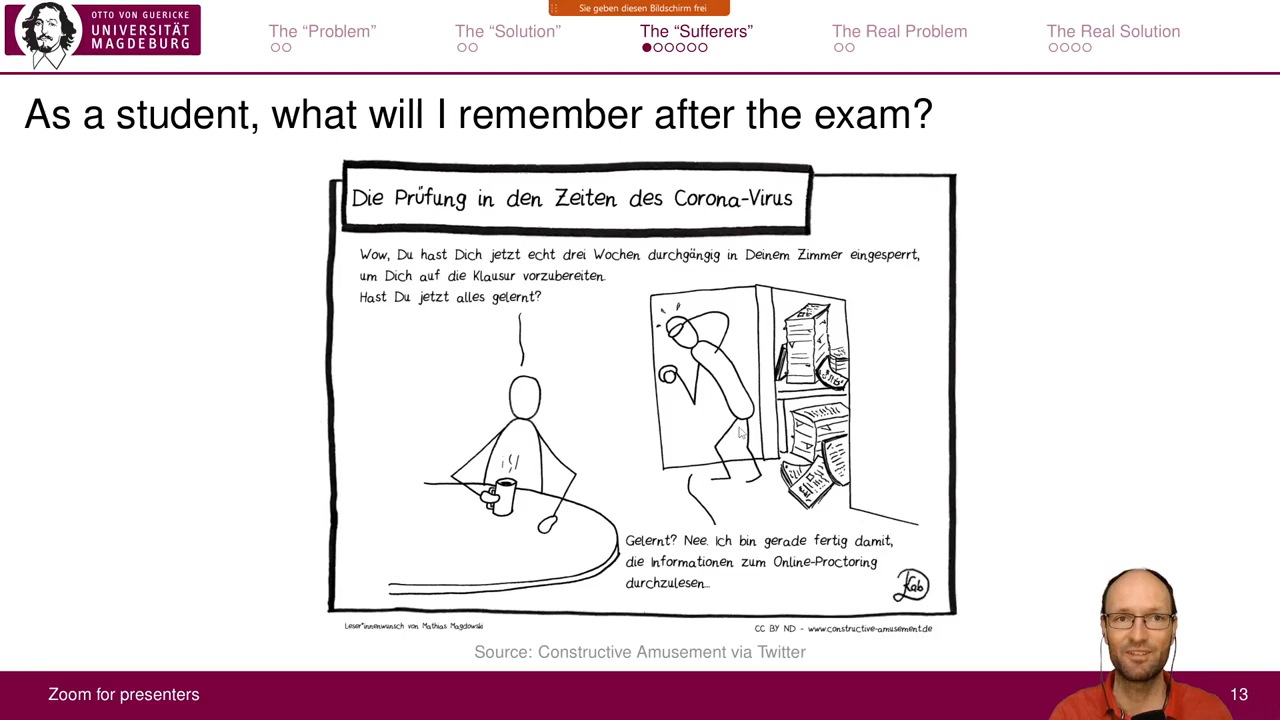 Sie geben diesen Bildschirm frei
OTTO VON GUERICKE
UNIVERSITÄT
MAGDEBURG
The “Problem”
The “Solution”
The “Sufferers”
The Real Problem
The Real Solution
As a student, what will I remember after the exam?
Die Prüfung in den Zeiten des Corona-Virus
Wow, Du hast Dich jetzt echt drei Wochen durchgängig in Deinem Zimmer eingesperrt,
um Dich auf die Klausur vorzubereiten.
Hast Du jetzt alles gelernt?
Gelernt? Nee. Ich bin gerade fertig damit,
die Informationen zum Online-Proctoring
durchzulesen...
Kab
Leser*innenwunsch von Mathias Magdowski
CC BY ND - www.constructive-amusement.de
Source: Constructive Amusement via Twitter
Zoom for presenters
13